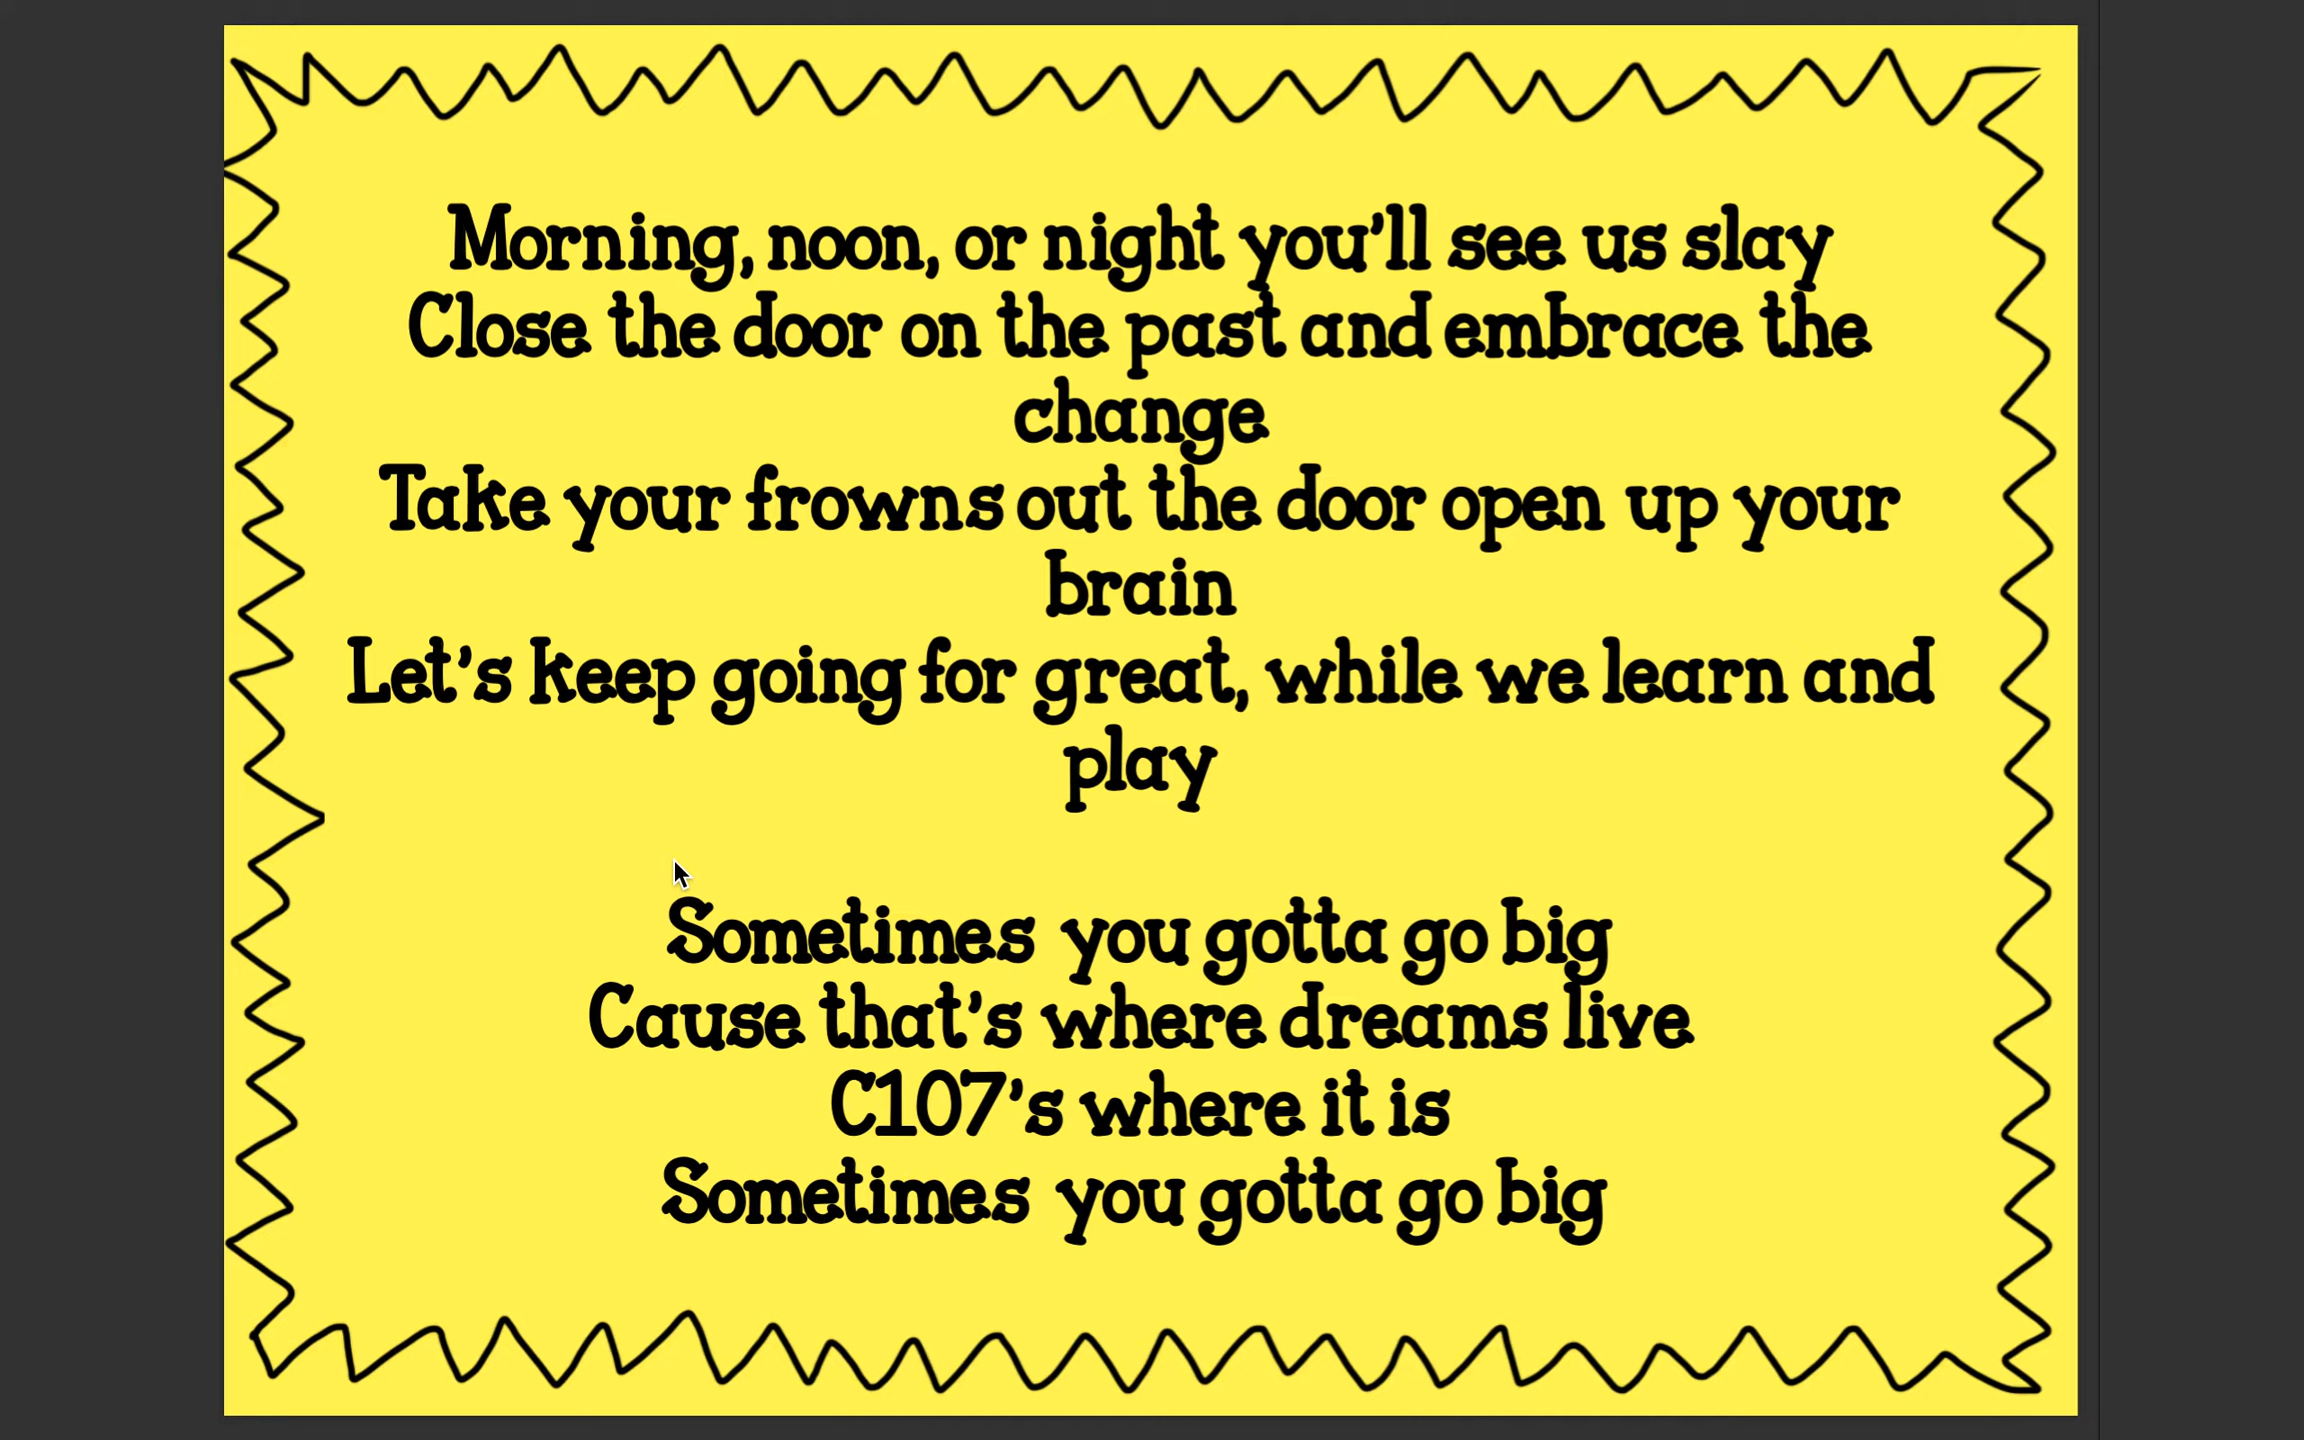 Morning, noon, or night you'll see us slay
Close the door on the past and embrace the
change
Take your frowns out the door open up your
brain
Let's keep going for great, while we learn and
play
Sometimes you gotta go big
Cause that's where dreams live
C107's where it is
Sometimes you gotta go big